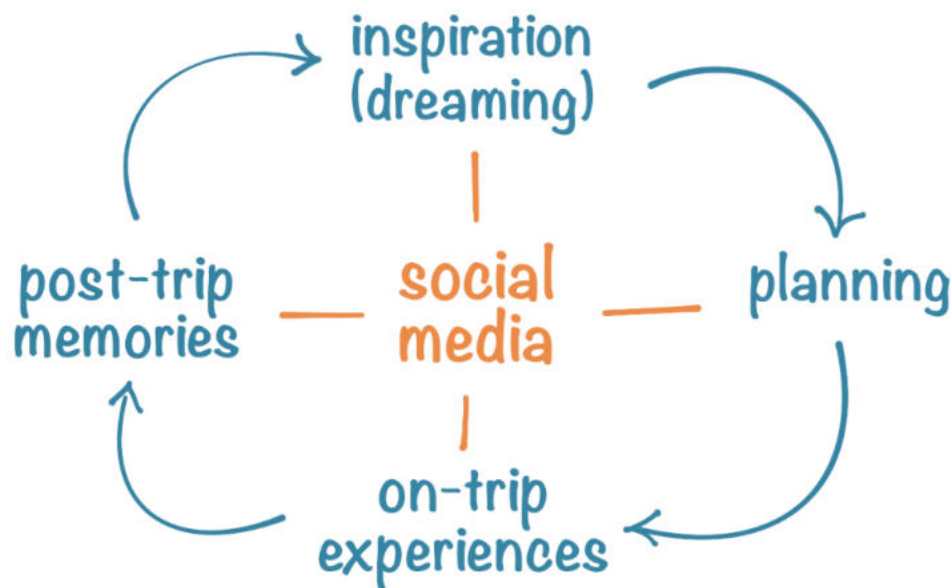 inspiration
(dreaming)
post-trip
memories
social
media
planning
on-trip
experiences